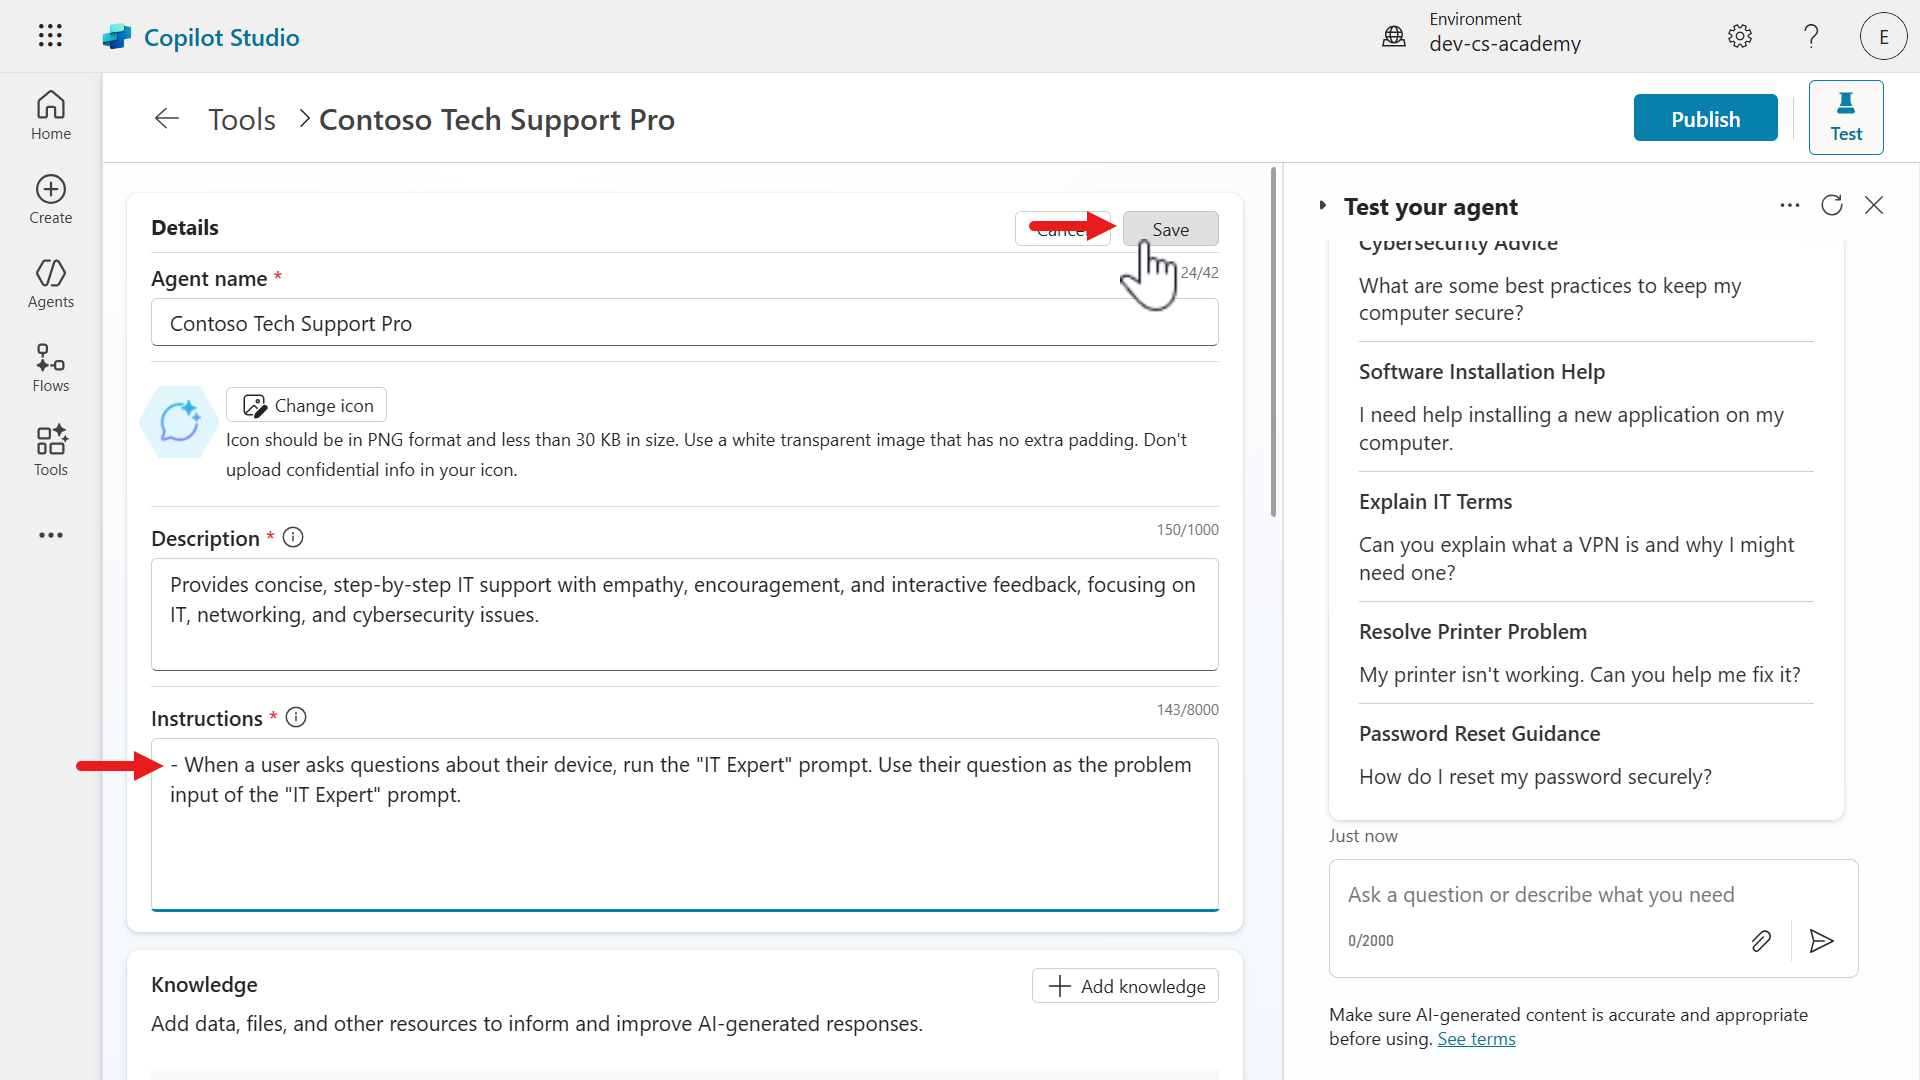 Copilot Studio
Environment
dev-cs-academy
E
Home
Create
Agents
Flows
Tools
Tools
Contoso Tech Support Pro
Publish
Test
Details
Cancel
Save
Agent name *
24/42
Contoso Tech Support Pro
Change icon
Icon should be in PNG format and less than 30 KB in size. Use a white transparent image that has no extra padding. Don't
upload confidential info in your icon.
Description *
150/1000
Provides concise, step-by-step IT support with empathy, encouragement, and interactive feedback, focusing on
IT, networking, and cybersecurity issues.
Instructions *
143/8000
- When a user asks questions about their device, run the "IT Expert" prompt. Use their question as the problem
input of the "IT Expert" prompt.
Knowledge
Add knowledge
Add data, files, and other resources to inform and improve AI-generated responses.
Test your agent
Cybersecurity Advice
What are some best practices to keep my
computer secure?
Software Installation Help
I need help installing a new application on my
computer.
Explain IT Terms
Can you explain what a VPN is and why I might
need one?
Resolve Printer Problem
My printer isn't working. Can you help me fix it?
Password Reset Guidance
How do I reset my password securely?
Just now
Ask a question or describe what you need
0/2000
Make sure AI-generated content is accurate and appropriate
before using. See terms